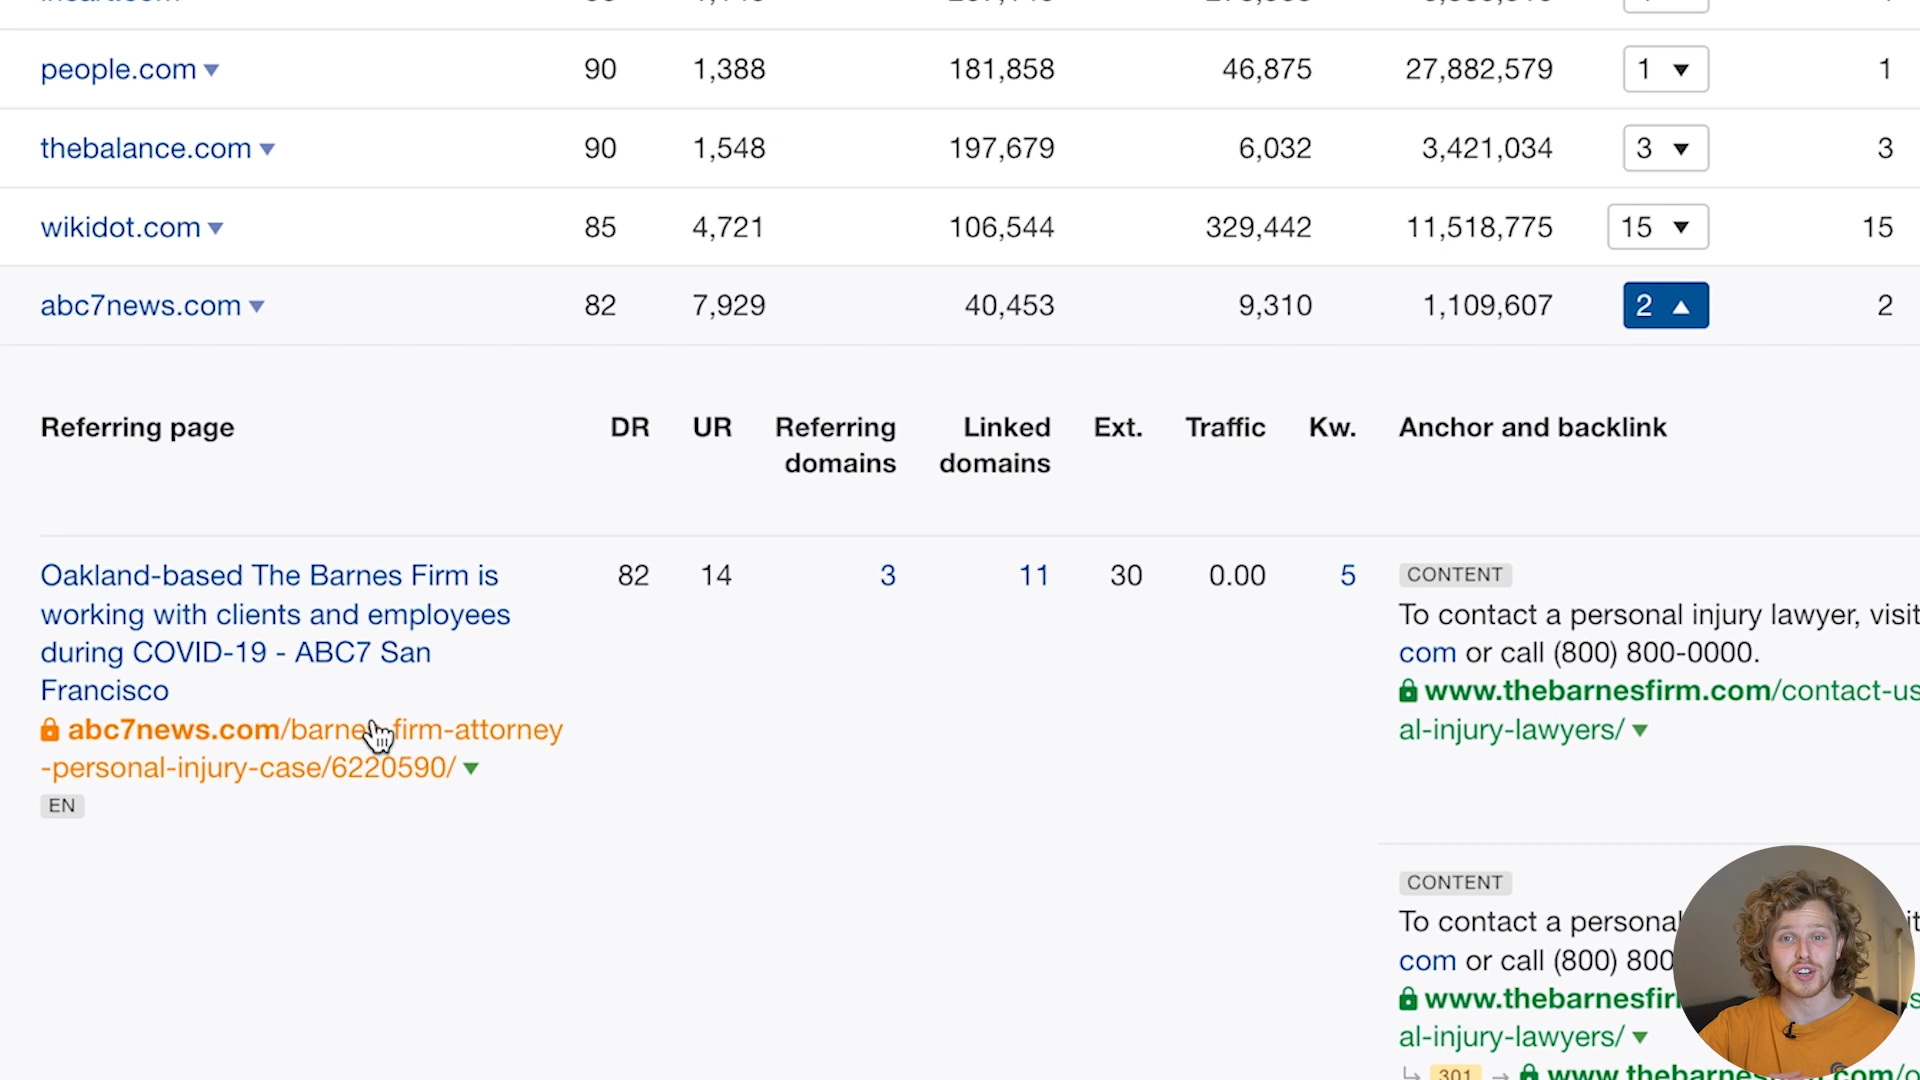 people.com 90 1,388 181,858 46,875 27,882,579 1 1
thebalance.com 90 1,548 197,679 6,032 3,421,034 3 3
wikidot.com 85 4,721 106,544 329,442 11,518,775 15 15
abc7news.com 82 7,929 40,453 9,310 1,109,607 2 2
Referring page DR UR Referring domains Linked domains Ext. Traffic Kw. Anchor and backlink
Oakland-based The Barnes Firm is
working with clients and employees
during COVID-19 - ABC7 San
Francisco
abc7news.com/barnes-firm-attorney
-personal-injury-case/6220590/
EN
82 14 3 11 30 0.00 5
CONTENT
To contact a personal injury lawyer, visit
com or call (800) 800-0000.
www.thebarnesfirm.com/contact-us
al-injury-lawyers/
CONTENT
To contact a personal
com or call (800) 800
www.thebarnesfir
al-injury-lawyers/
301 www.thebarnes